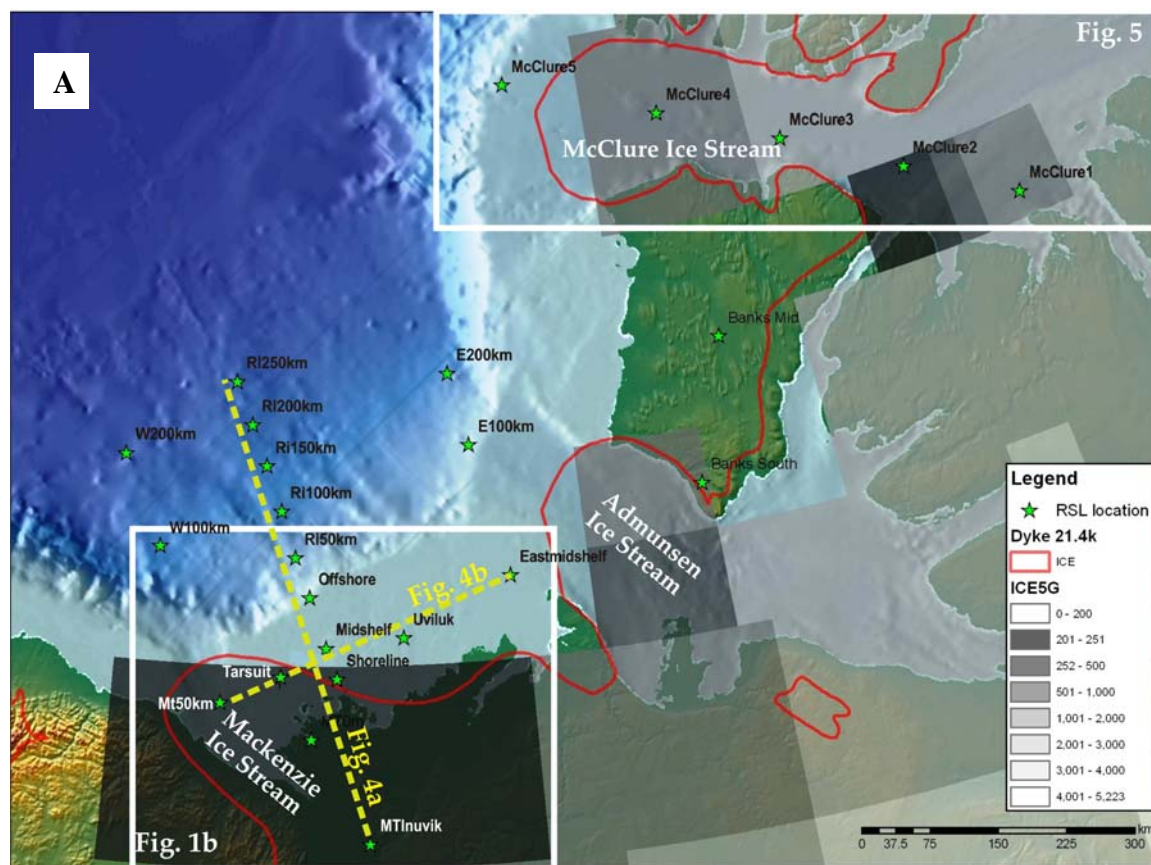 A
Fig. 5
McClure5
McClure4
McClure3
McClure Ice Stream
McClure2
McClure1
Banks Mid
E200km
RI250km
RI200km
W200km
Ri150km
E100km
Banks South
RI100km
Admunsen
Ice Stream
W100km
RI50km
Eastmidshelf
Offshore
Fig. 4b
Midshelf
Uviluk
Tarsuit
Shoreline
Mt50km
Mackenzie
Ice Stream
Fig. 4a
MTInuvik
Fig. 1b
Legend
RSL location
Dyke 21.4k
ICE
ICE5G
0 - 200
201 - 251
252 - 500
501 - 1,000
1,001 - 2,000
2,001 - 3,000
3,001 - 4,000
4,001 - 5,223
km
0 37.5 75 150 225 300